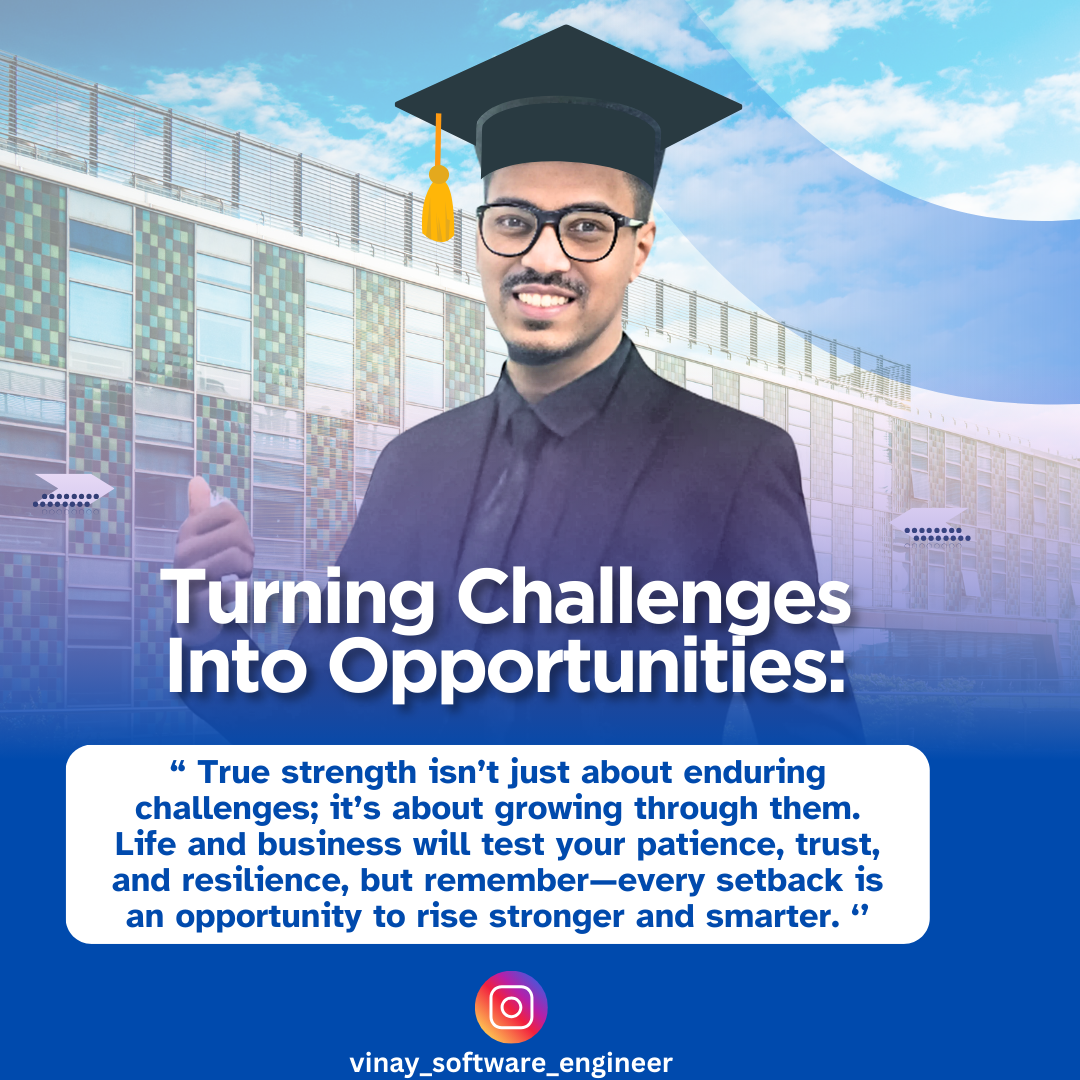 Turning Challenges
Into Opportunities:
“ True strength isn’t just about enduring
challenges; it’s about growing through them.
Life and business will test your patience, trust,
and resilience, but remember—every setback is
an opportunity to rise stronger and smarter. ‘’
vinay_software_engineer